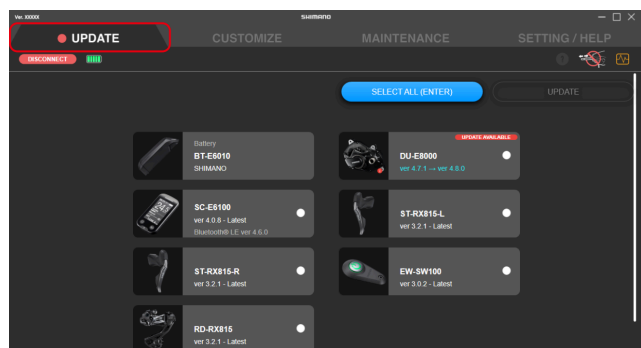 Ver. XXXXX
SHIMANO
UPDATE
CUSTOMIZE
MAINTENANCE
SETTING / HELP
DISCONNECT
?
SELECT ALL (ENTER)
UPDATE
Battery
BT-E6010
SHIMANO
UPDATE AVAILABLE
DU-E8000
ver 4.7.1 → ver 4.8.0
SC-E6100
ver 4.0.8 - Latest
Bluetooth® LE ver 4.6.0
ST-RX815-L
ver 3.2.1 - Latest
ST-RX815-R
ver 3.2.1 - Latest
EW-SW100
ver 3.0.2 - Latest
RD-RX815
ver 3.2.1 - Latest